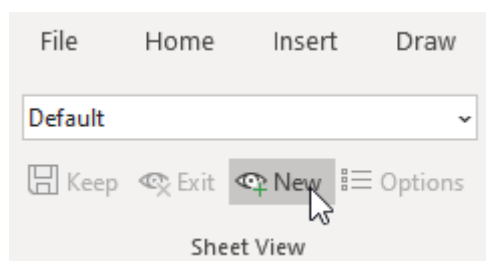 File Home Insert Draw
Default
Keep Exit New Options
Sheet View